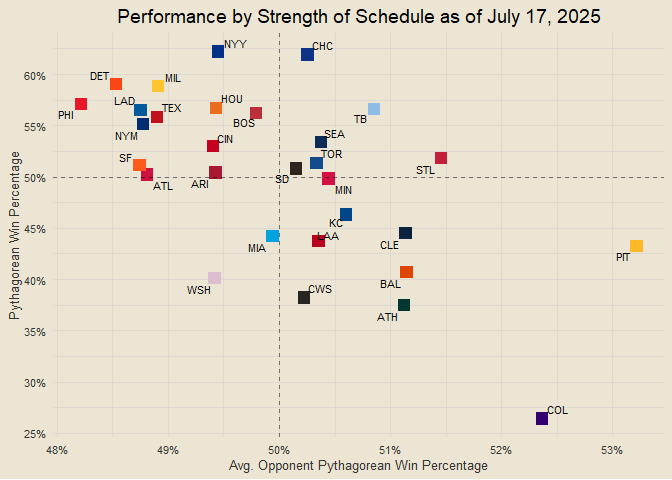 Performance by Strength of Schedule as of July 17, 2025
NYY
CHC
60%
DET
MIL
PHI
LAD
TEX
HOU
TB
NYM
BOS
55%
CIN
SEA
SF
TOR
STL
50%
ATL
ARI
SD
MIN
KC
45%
MIA
LAA
CLE
PIT
40%
WSH
CWS
BAL
ATH
35%
30%
COL
25%
48%
49%
50%
51%
52%
53%
Avg. Opponent Pythagorean Win Percentage
Pythagorean Win Percentage